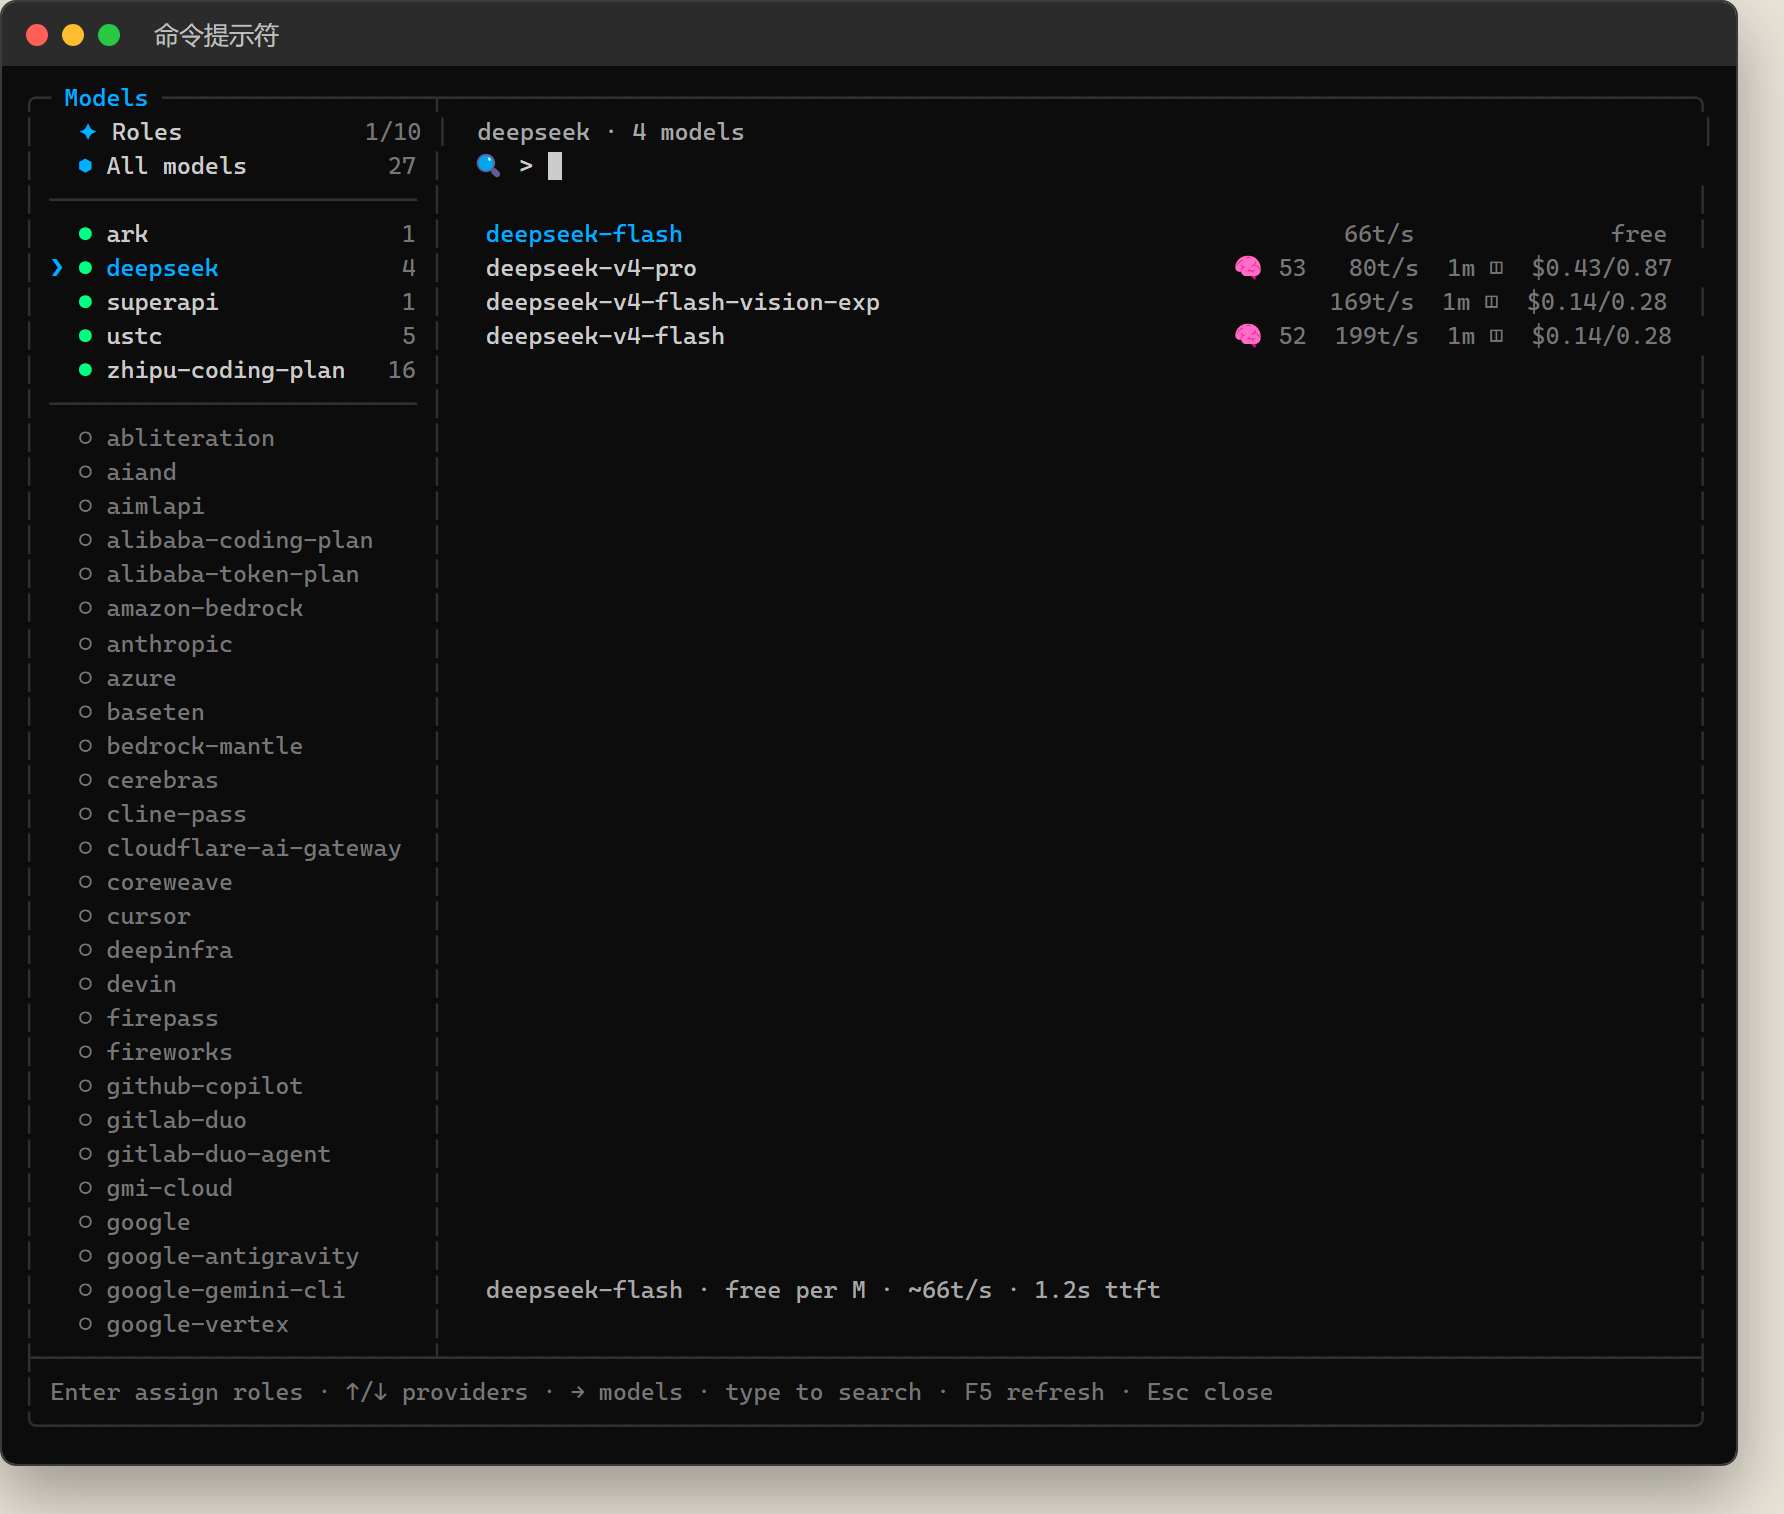 命令提示符
Models
✦ Roles 1/10
⬢ All models 27
● ark 1
❯ ● deepseek 4
● superapi 1
● ustc 5
● zhipu-coding-plan 16
○ abliteration
○ aiand
○ aimlapi
○ alibaba-coding-plan
○ alibaba-token-plan
○ amazon-bedrock
○ anthropic
○ azure
○ baseten
○ bedrock-mantle
○ cerebras
○ cline-pass
○ cloudflare-ai-gateway
○ coreweave
○ cursor
○ deepinfra
○ devin
○ firepass
○ fireworks
○ github-copilot
○ gitlab-duo
○ gitlab-duo-agent
○ gmi-cloud
○ google
○ google-antigravity
○ google-gemini-cli
○ google-vertex
deepseek · 4 models
🔍 >
deepseek-flash 66t/s free
deepseek-v4-pro 🧠 53 80t/s 1m ◫ $0.43/0.87
deepseek-v4-flash-vision-exp 169t/s 1m ◫ $0.14/0.28
deepseek-v4-flash 🧠 52 199t/s 1m ◫ $0.14/0.28
deepseek-flash · free per M · ~66t/s · 1.2s ttft
Enter assign roles · ↑/↓ providers · → models · type to search · F5 refresh · Esc close